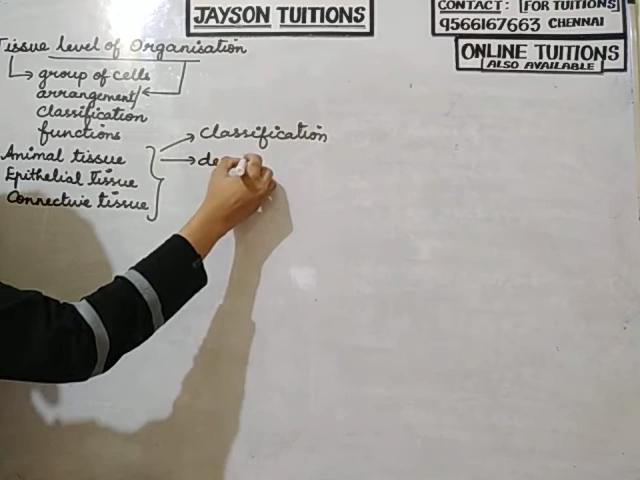 JAYSON TUITIONS
CONTACT: FOR TUITIONS
9566167663 CHENNAI
ONLINE TUITIONS
ALSO AVAILABLE
Tissue level of Organisation
group of cells
arrangement/
classification
functions
Animal tissue
Epithelial Tissue
Connective tissue
classification
de